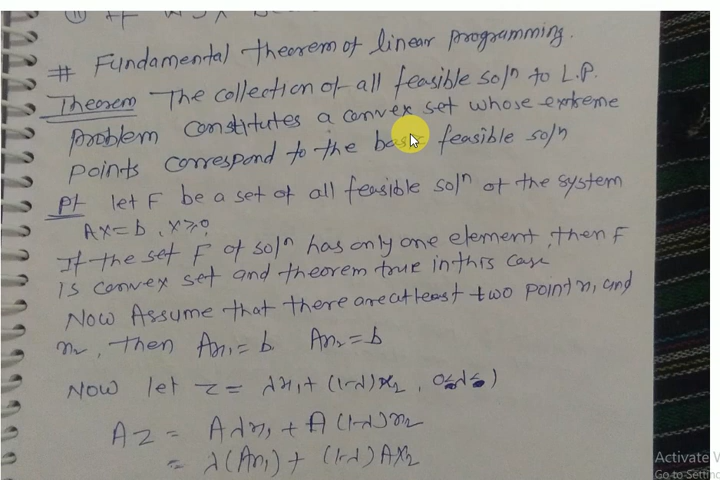 # Fundamental theorem of linear programming.
Theorem The collection of all feasible solⁿ to L.P.
problem constitutes a convex set whose extreme
points correspond to the basic feasible solⁿ
Pf let F be a set of all feasible solⁿ of the system
AX=b, X≥0
If the set F of solⁿ has only one element, then F
is convex set and theorem true in this case
Now Assume that there are atleast two point x₁ and
x₂, then Ax₁=b Ax₂=b
Now let z = λx₁+(1-λ)x₂, 0≤λ≤1
AZ = Aλx₁ + A(1-λ)x₂
= λ(Ax₁) + (1-λ)AX₂
Activate
Go to Settin